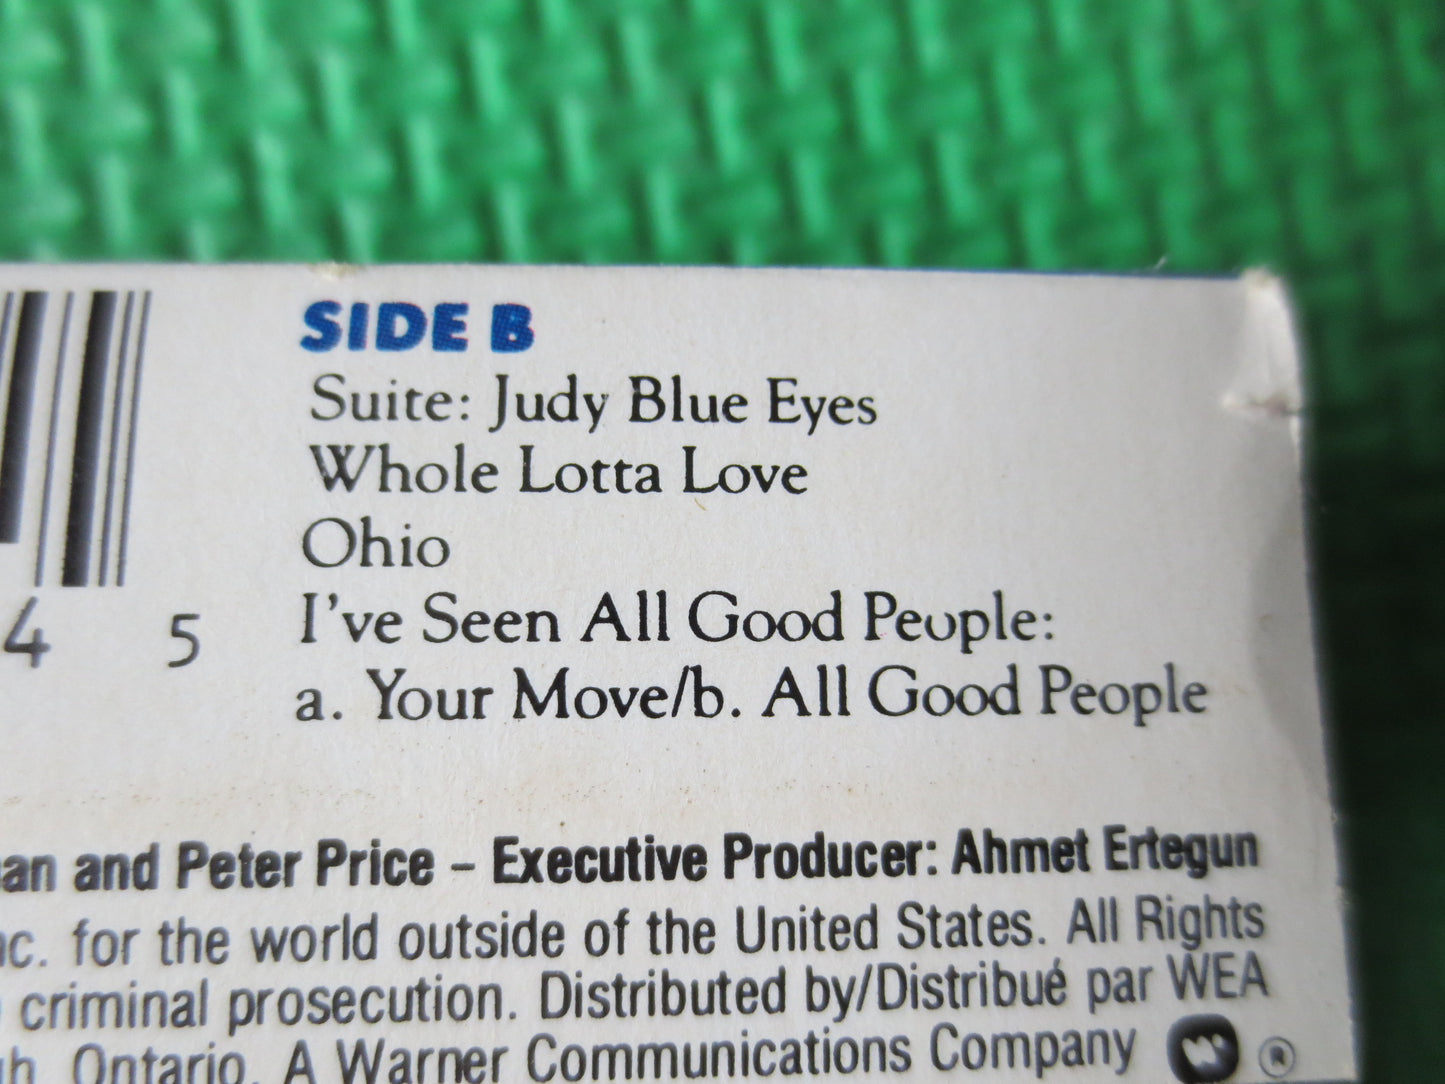 SIDE B
Suite: Judy Blue Eyes
Whole Lotta Love
Ohio
I've Seen All Good People:
a. Your Move/b. All Good People
4 5
and Peter Price – Executive Producer: Ahmet Ertegun
for the world outside of the United States. All Rights
criminal prosecution. Distributed by/Distribué par WEA
Ontario. A Warner Communications Company ®